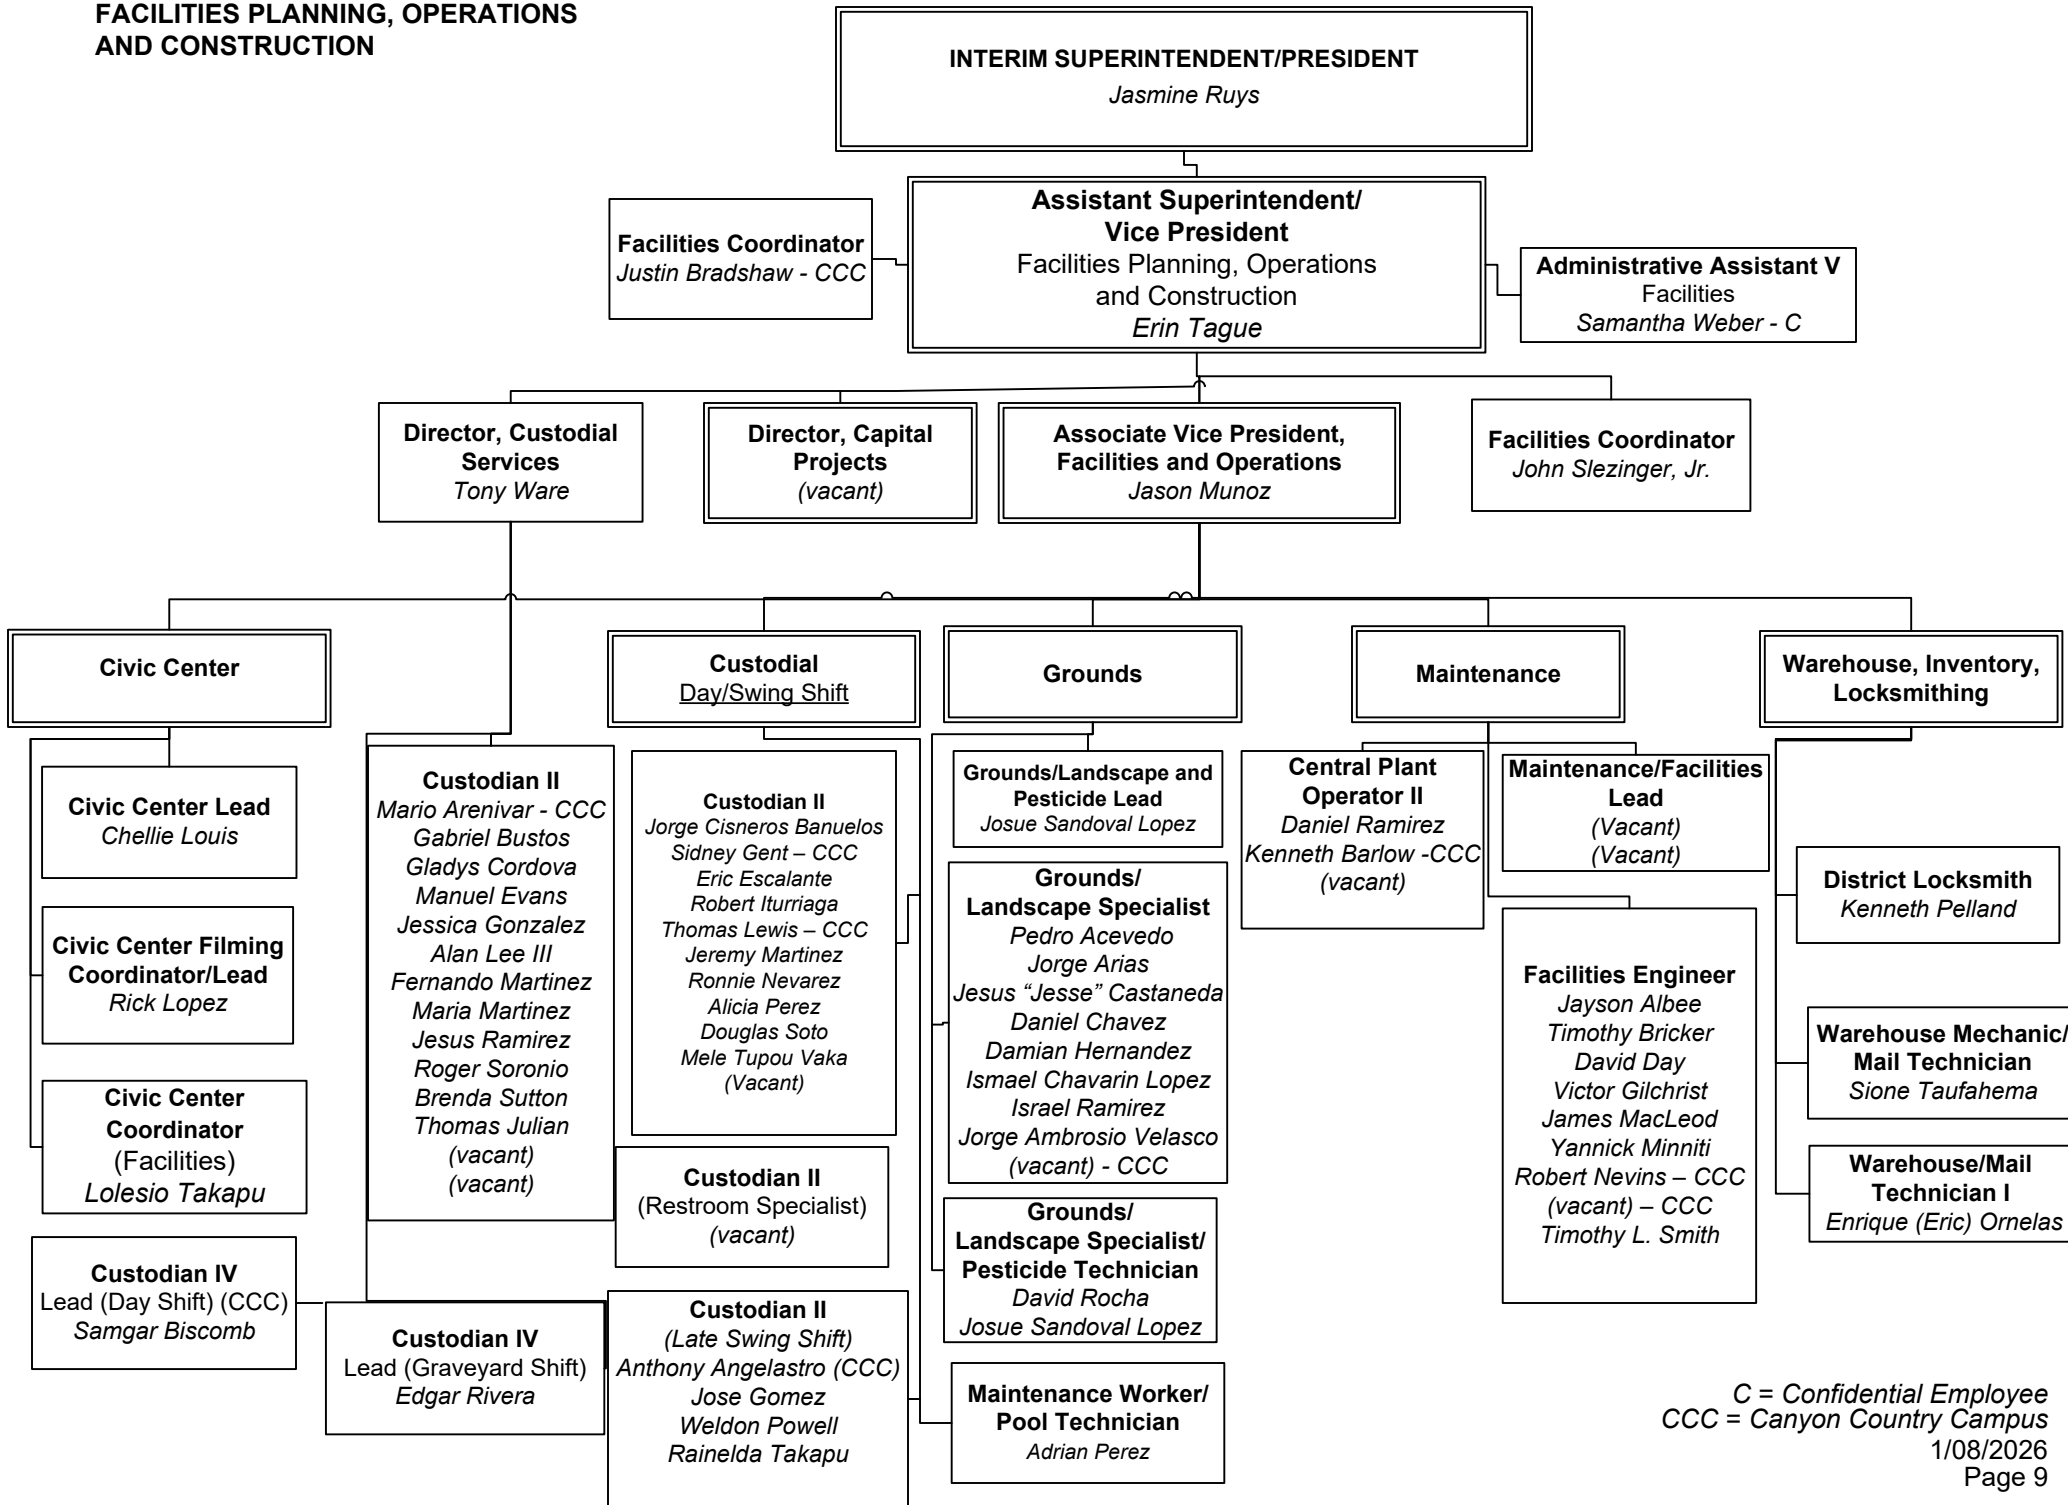 FACILITIES PLANNING, OPERATIONS
AND CONSTRUCTION
INTERIM SUPERINTENDENT/PRESIDENT
Jasmine Ruys
Assistant Superintendent/
Vice President
Facilities Planning, Operations
and Construction
Erin Tague
Facilities Coordinator
Justin Bradshaw - CCC
Administrative Assistant V
Facilities
Samantha Weber - C
Director, Custodial
Services
Tony Ware
Director, Capital
Projects
(vacant)
Associate Vice President,
Facilities and Operations
Jason Munoz
Facilities Coordinator
John Slezinger, Jr.
Civic Center
Custodial
Day/Swing Shift
Grounds
Maintenance
Warehouse, Inventory,
Locksmithing
Civic Center Lead
Chellie Louis
Civic Center Filming
Coordinator/Lead
Rick Lopez
Civic Center
Coordinator
(Facilities)
Lolesio Takapu
Custodian IV
Lead (Day Shift) (CCC)
Samgar Biscomb
Custodian II
Mario Arenivar - CCC
Gabriel Bustos
Gladys Cordova
Manuel Evans
Jessica Gonzalez
Alan Lee III
Fernando Martinez
Maria Martinez
Jesus Ramirez
Roger Soronio
Brenda Sutton
Thomas Julian
(vacant)
(vacant)
Custodian IV
Lead (Graveyard Shift)
Edgar Rivera
Custodian II
Jorge Cisneros Banuelos
Sidney Gent – CCC
Eric Escalante
Robert Iturriaga
Thomas Lewis – CCC
Jeremy Martinez
Ronnie Nevarez
Alicia Perez
Douglas Soto
Mele Tupou Vaka
(Vacant)
Custodian II
(Restroom Specialist)
(vacant)
Custodian II
(Late Swing Shift)
Anthony Angelastro (CCC)
Jose Gomez
Weldon Powell
Rainelda Takapu
Grounds/Landscape and
Pesticide Lead
Josue Sandoval Lopez
Grounds/
Landscape Specialist
Pedro Acevedo
Jorge Arias
Jesus “Jesse” Castaneda
Daniel Chavez
Damian Hernandez
Ismael Chavarin Lopez
Israel Ramirez
Jorge Ambrosio Velasco
(vacant) - CCC
Grounds/
Landscape Specialist/
Pesticide Technician
David Rocha
Josue Sandoval Lopez
Maintenance Worker/
Pool Technician
Adrian Perez
Central Plant
Operator II
Daniel Ramirez
Kenneth Barlow -CCC
(vacant)
Maintenance/Facilities
Lead
(Vacant)
(Vacant)
Facilities Engineer
Jayson Albee
Timothy Bricker
David Day
Victor Gilchrist
James MacLeod
Yannick Minniti
Robert Nevins – CCC
(vacant) – CCC
Timothy L. Smith
District Locksmith
Kenneth Pelland
Warehouse Mechanic/
Mail Technician
Sione Taufahema
Warehouse/Mail
Technician I
Enrique (Eric) Ornelas
C = Confidential Employee
CCC = Canyon Country Campus
1/08/2026
Page 9